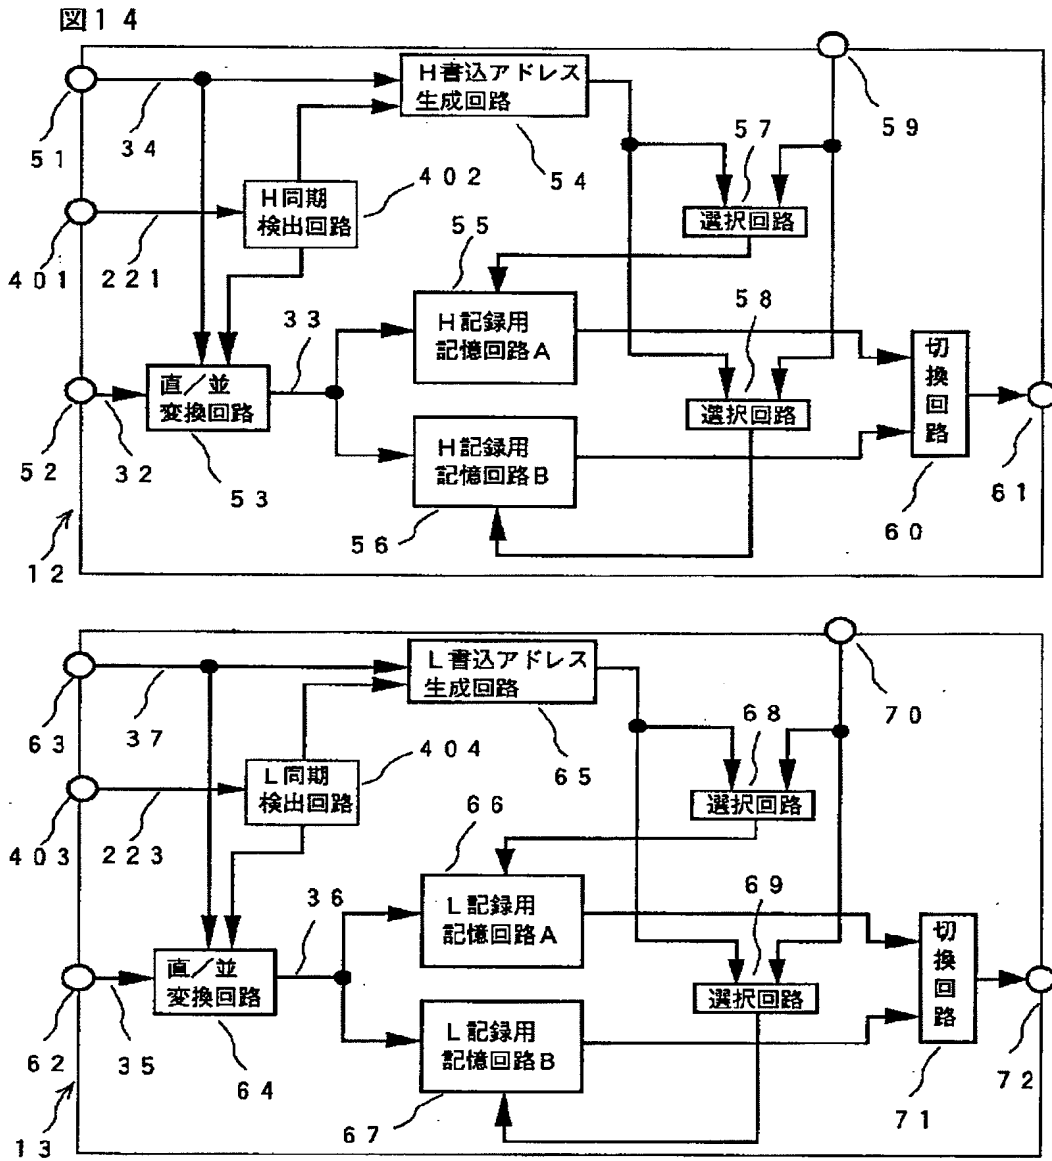 図14
H書込アドレス
生成回路
51
34
54
57
59
402
H同期
検出回路
選択回路
401
221
55
58
33
H記録用
記憶回路A
切換回路
直／並
変換回路
選択回路
52
32
53
H記録用
記憶回路B
61
60
56
12
L書込アドレス
生成回路
63
37
65
68
70
404
L同期
検出回路
選択回路
403
223
66
69
36
L記録用
記憶回路A
切換回路
直／並
変換回路
選択回路
62
35
64
L記録用
記憶回路B
72
71
67
13